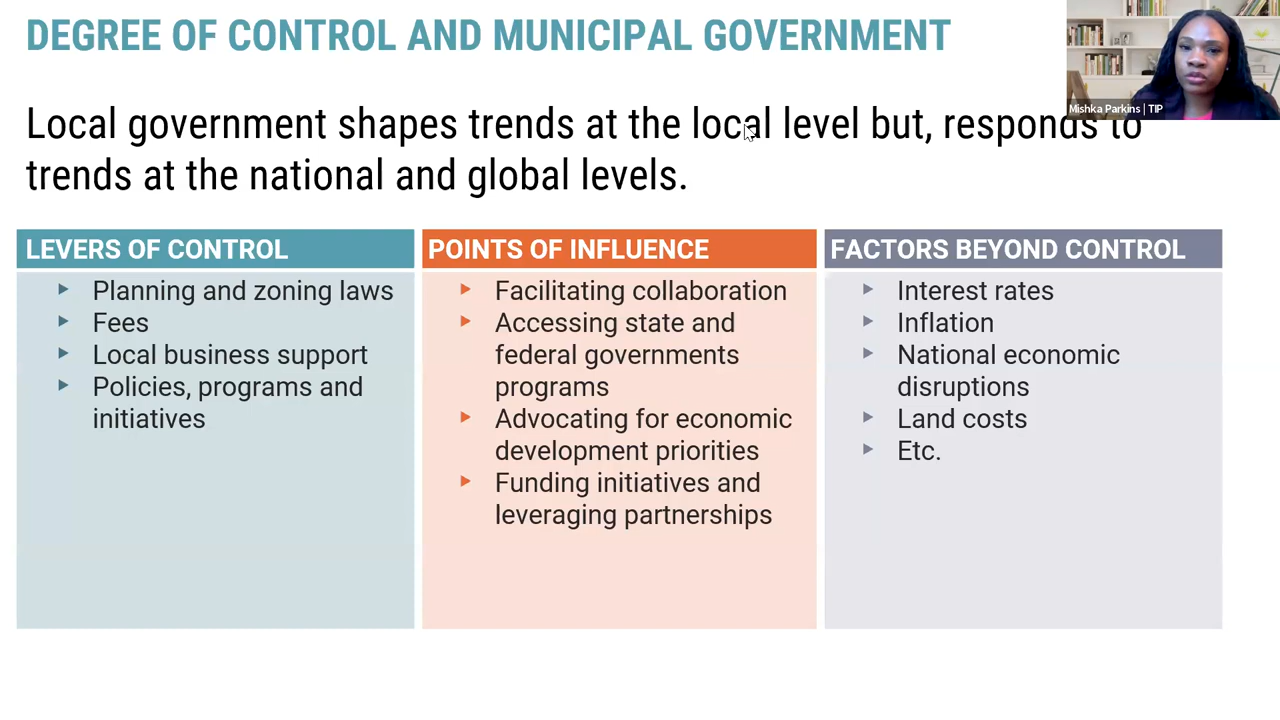 DEGREE OF CONTROL AND MUNICIPAL GOVERNMENT
Mishka Parkins | TIP
Local government shapes trends at the local level but, responds to
trends at the national and global levels.
LEVERS OF CONTROL
Planning and zoning laws
Fees
Local business support
Policies, programs and
initiatives
POINTS OF INFLUENCE
Facilitating collaboration
Accessing state and
federal governments
programs
Advocating for economic
development priorities
Funding initiatives and
leveraging partnerships
FACTORS BEYOND CONTROL
Interest rates
Inflation
National economic
disruptions
Land costs
Etc.